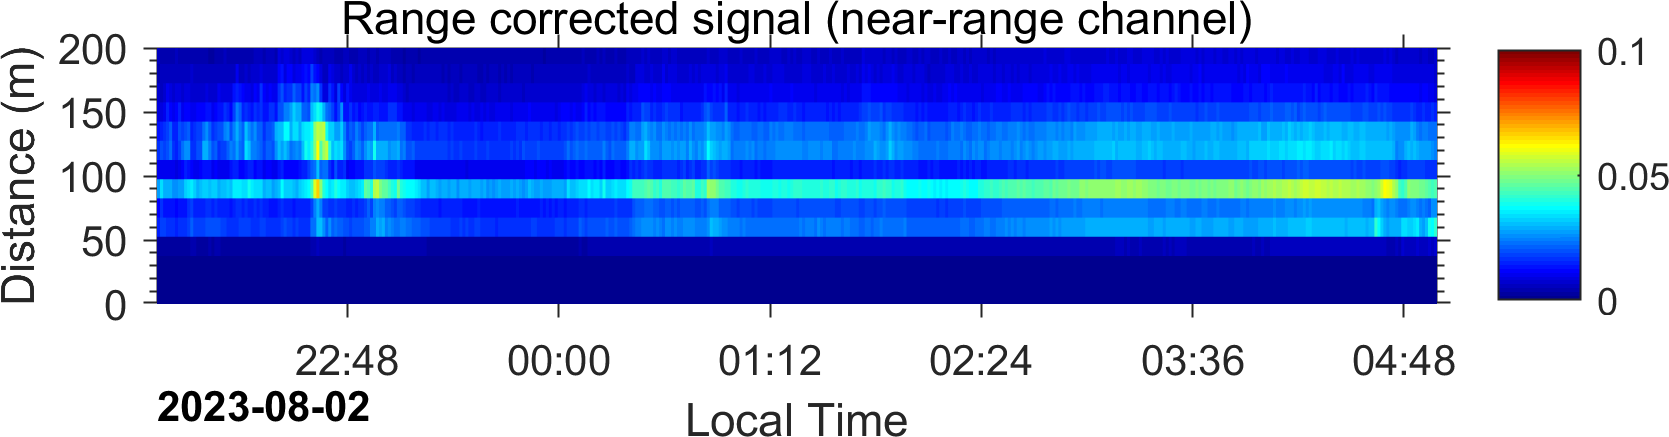 Range corrected signal (near-range channel)
Distance (m)
200
150
100
50
0
0.1
0.05
0
22:48 00:00 01:12 02:24 03:36 04:48
2023-08-02
Local Time